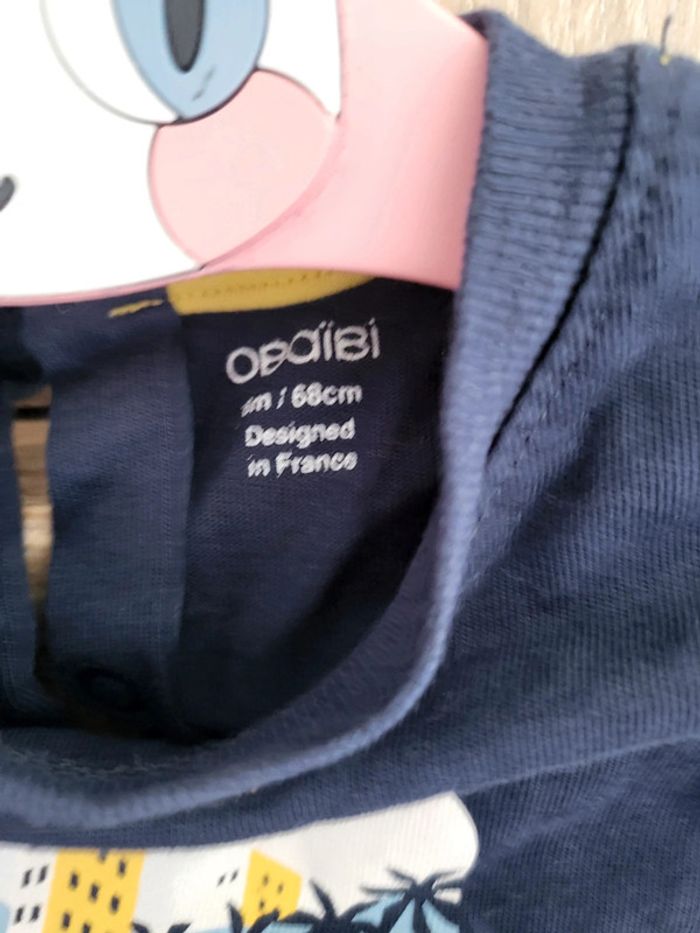 OBaïBi
m / 68cm
Designed
in France